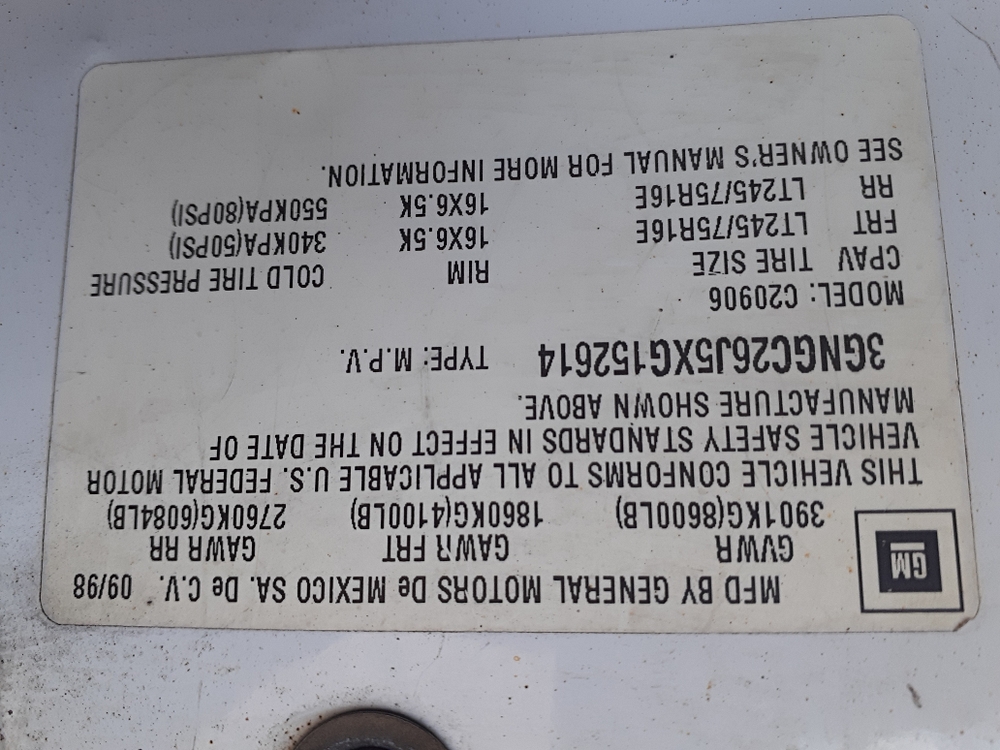 GM
MFD BY GENERAL MOTORS De MEXICO SA. De C.V. 09/98
GVWR GAWR FRT GAWR RR
3901KG(8600LB) 1860KG(4100LB) 2760KG(6084LB)
THIS VEHICLE CONFORMS TO ALL APPLICABLE U.S. FEDERAL MOTOR
VEHICLE SAFETY STANDARDS IN EFFECT ON THE DATE OF
MANUFACTURE SHOWN ABOVE.
3GNGC26J5XG152614 TYPE: M.P.V.
MODEL: C20906
CPAV TIRE SIZE RIM COLD TIRE PRESSURE
FRT LT245/75R16E 16X6.5K 340KPA(50PSI)
RR LT245/75R16E 16X6.5K 550KPA(80PSI)
SEE OWNER'S MANUAL FOR MORE INFORMATION.